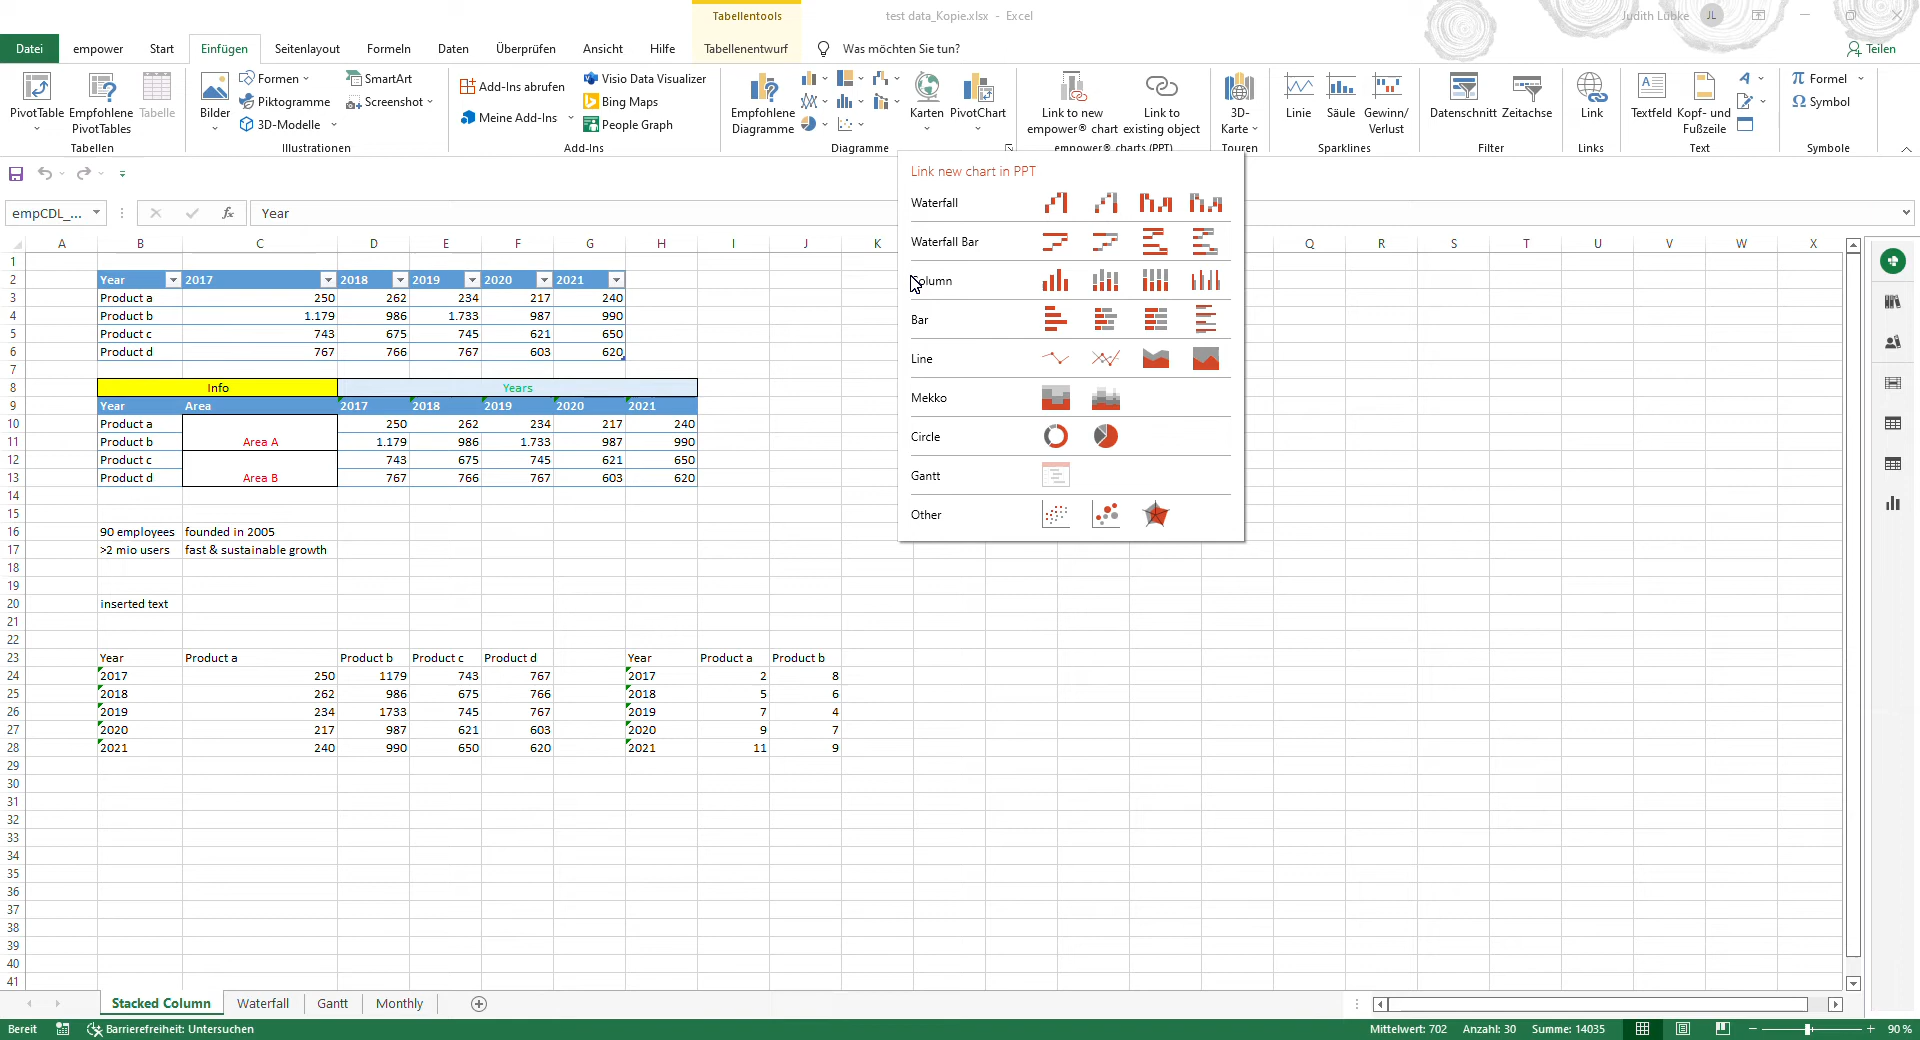 Tabellentools
test data_Kopie.xlsx - Excel
Judith Lübke JL
Datei empower Start Einfügen Seitenlayout Formeln Daten Überprüfen Ansicht Hilfe Tabellenentwurf Was möchten Sie tun? Teilen
PivotTable
Empfohlene PivotTables
Tabelle
Tabellen
Bilder
Formen
Piktogramme
3D-Modelle
SmartArt
Screenshot
Illustrationen
Add-Ins abrufen
Meine Add-Ins
Visio Data Visualizer
Bing Maps
People Graph
Add-Ins
Empfohlene Diagramme
Karten
PivotChart
Diagramme
Link to new empower® chart
Link to existing object
empower® charts (PPT)
3D-Karte
Touren
Linie
Säule
Gewinn/Verlust
Sparklines
Datenschnitt
Zeitachse
Filter
Link
Links
Textfeld
Kopf- und Fußzeile
Text
Formel
Symbol
Symbole
empCDL_... fx Year
A B C D E F G H I J K Q R S T U V W X
Link new chart in PPT
Waterfall
Waterfall Bar
Column
Bar
Line
Mekko
Circle
Gantt
Other
1
2 Year 2017 2018 2019 2020 2021
3 Product a 250 262 234 217 240
4 Product b 1.179 986 1.733 987 990
5 Product c 743 675 745 621 650
6 Product d 767 766 767 603 620
7
8 Info Years
9 Year Area 2017 2018 2019 2020 2021
10 Product a 250 262 234 217 240
11 Product b Area A 1.179 986 1.733 987 990
12 Product c 743 675 745 621 650
13 Product d Area B 767 766 767 603 620
14
15
16 90 employees founded in 2005
17 >2 mio users fast & sustainable growth
18
19
20 inserted text
21
22
23 Year Product a Product b Product c Product d Year Product a Product b
24 2017 250 1179 743 767 2017 2 8
25 2018 262 986 675 766 2018 5 6
26 2019 234 1733 745 767 2019 7 4
27 2020 217 987 621 603 2020 9 7
28 2021 240 990 650 620 2021 11 9
29
30
31
32
33
34
35
36
37
38
39
40
41
Stacked Column Waterfall Gantt Monthly
Bereit Barrierefreiheit: Untersuchen Mittelwert: 702 Anzahl: 30 Summe: 14035 90 %